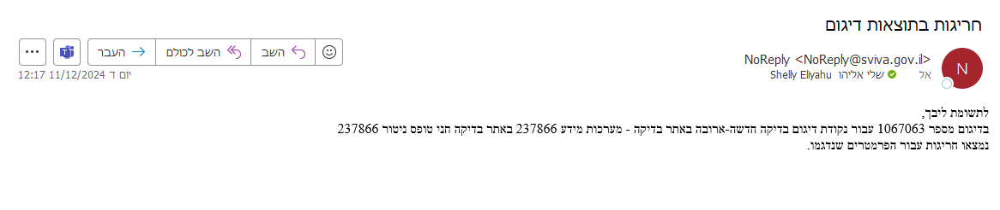 חריגות בתוצאות דיגום
השב
השב לכולם
העבר
NoReply <NoReply@sviva.gov.il>
N
אל שלי אליהו Shelly Eliyahu
יום ד 11/12/2024 12:17
לתשומת ליבך,
בדיגום מספר 1067063 עבור נקודת דיגום בדיקה חדשה-ארובה באתר בדיקה - מערכות מידע 237866 באתר בדיקה חני טופס ניטור 237866
נמצאו חריגות עבור הפרמטרים שנדגמו.